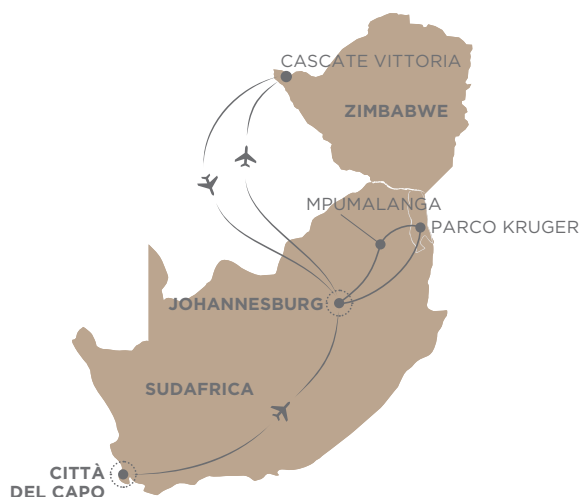 CASCATE VITTORIA
ZIMBABWE
MPUMALANGA
PARCO KRUGER
JOHANNESBURG
SUDAFRICA
CITTÀ
DEL CAPO